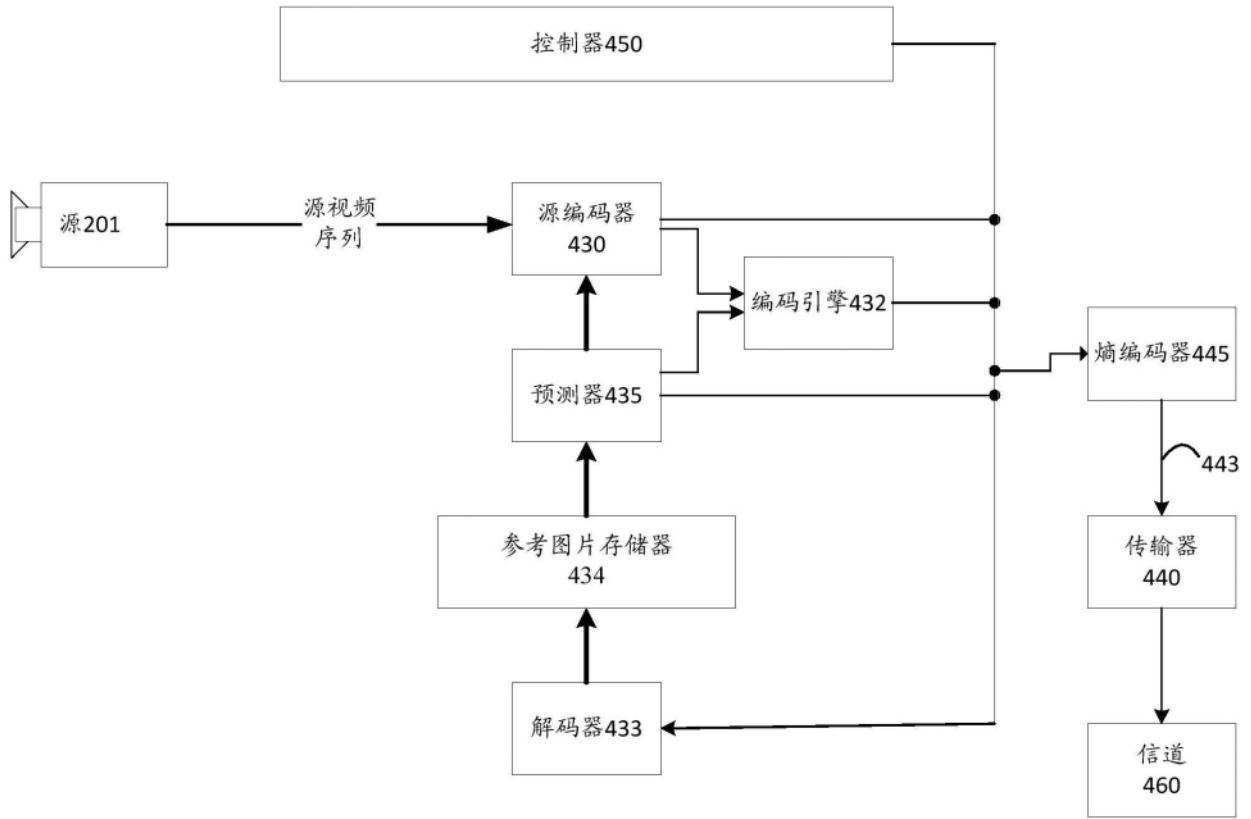 控制器450
源201
源视频
序列
源编码器
430
编码引擎432
熵编码器445
预测器435
443
参考图片存储器
434
传输器
440
解码器433
信道
460